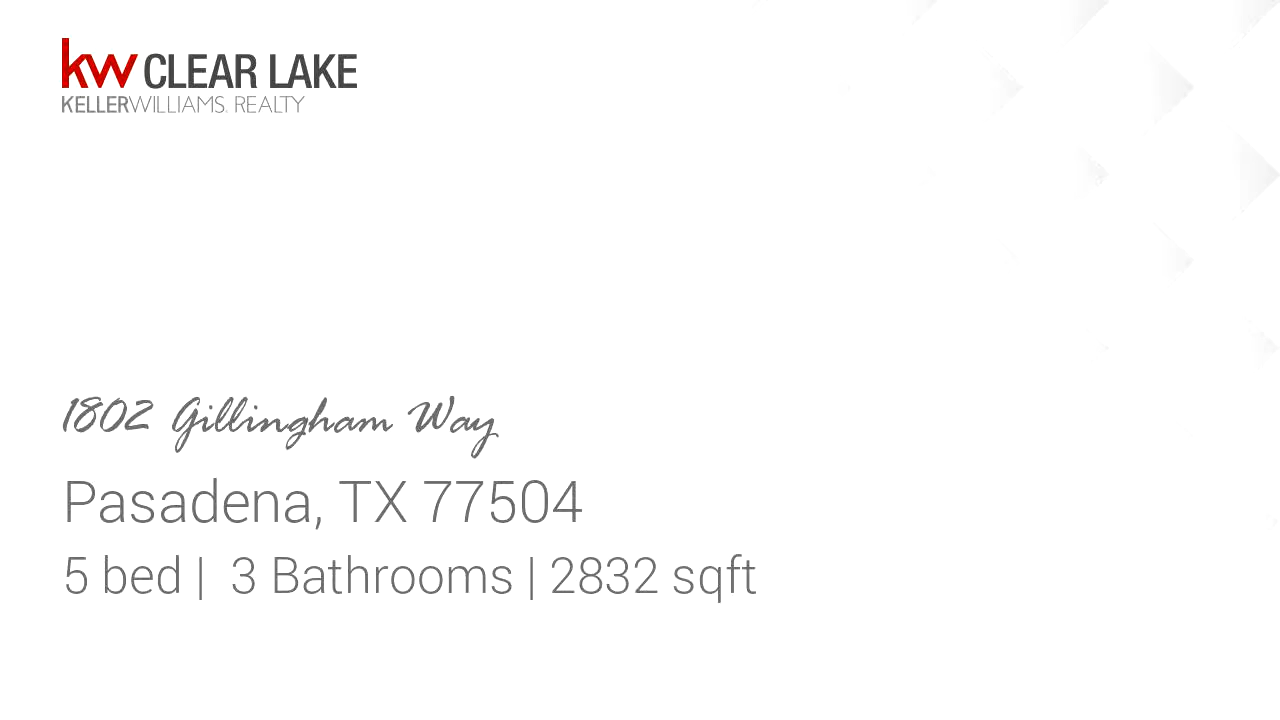 kw CLEAR LAKE
KELLERWILLIAMS. REALTY
1802 Gillingham Way
Pasadena, TX 77504
5 bed | 3 Bathrooms | 2832 sqft